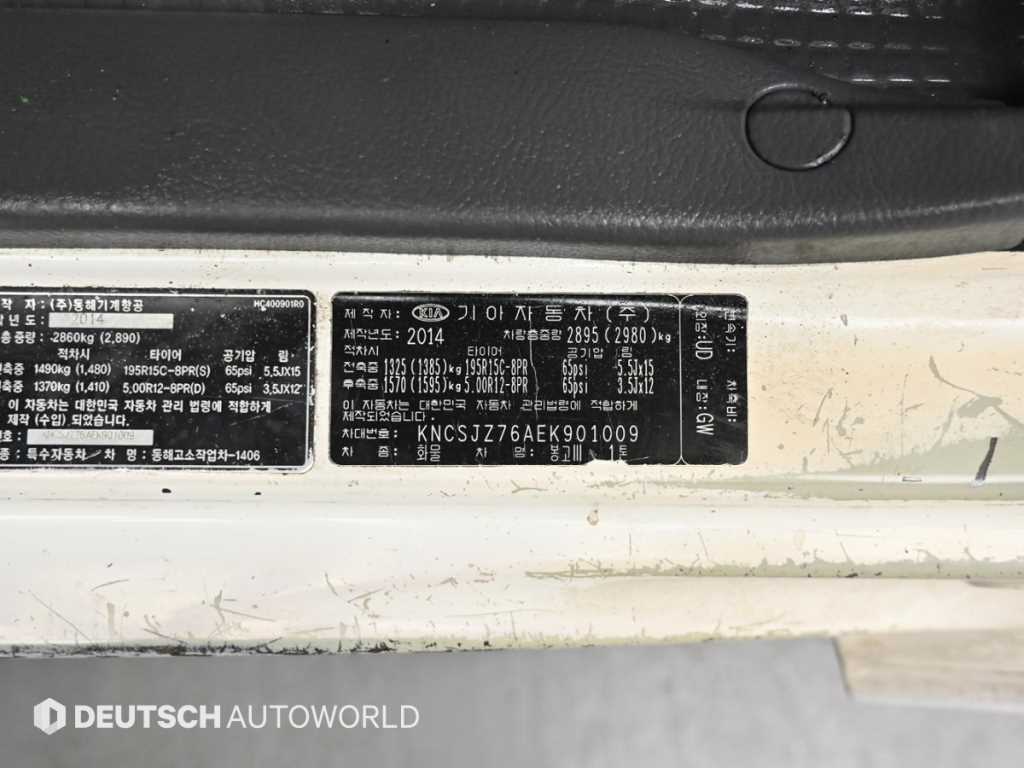 작 자 : (주)동해기계항공 HC400901R0
작년도 : 2014
총중량 : 2860kg (2,890)
적차시 타이어 공기압 림
전축중 1490kg (1,480) 195R15C-8PR(S) 65psi 5,5JX15
후축중 1370kg (1,410) 5,00R12-8PR(D) 65psi 3,5JX12
이 자동차는 대한민국 자동차 관리 법령에 적합하게
제작 (수입) 되었습니다.
KNCSJZ76AEK901009
종 : 특수자동차 차 명 : 동해고소작업차-1406
제 작 자 : KIA 기아자동차(주)
제작년도: 2014 차량총중량 2895(2980)kg
적차시 타이어 공기압 림
전축중 1325(1385)kg 195R15C-8PR 65psi 5.5Jx15
후축중 1570(1595)kg 5.00R12-8PR 65psi 3.5Jx12
이 자동차는 대한민국 자동차 관리법령에 적합하게
제작되었습니다.
차대번호: KNCSJZ76AEK901009
차 종: 화물 차 명: 봉고III 1톤
외장:UD 변속기:
내장:GW 차축비:
DEUTSCH AUTOWORLD